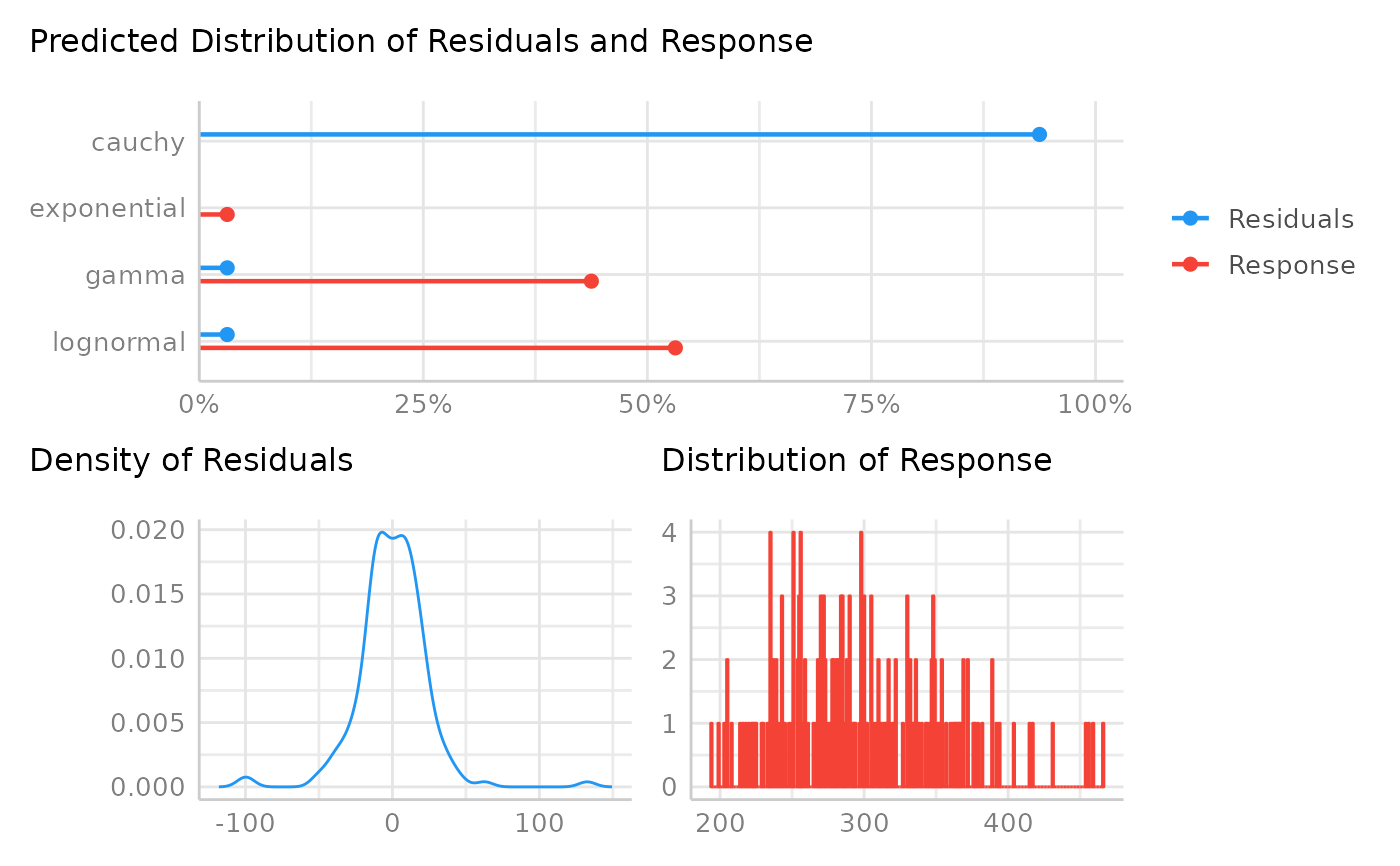 Predicted Distribution of Residuals and Response
cauchy
exponential
gamma
lognormal
0% 25% 50% 75% 100%
Residuals
Response
Density of Residuals
0.020
0.015
0.010
0.005
0.000
-100 0 100
Distribution of Response
4
3
2
1
0
200 300 400